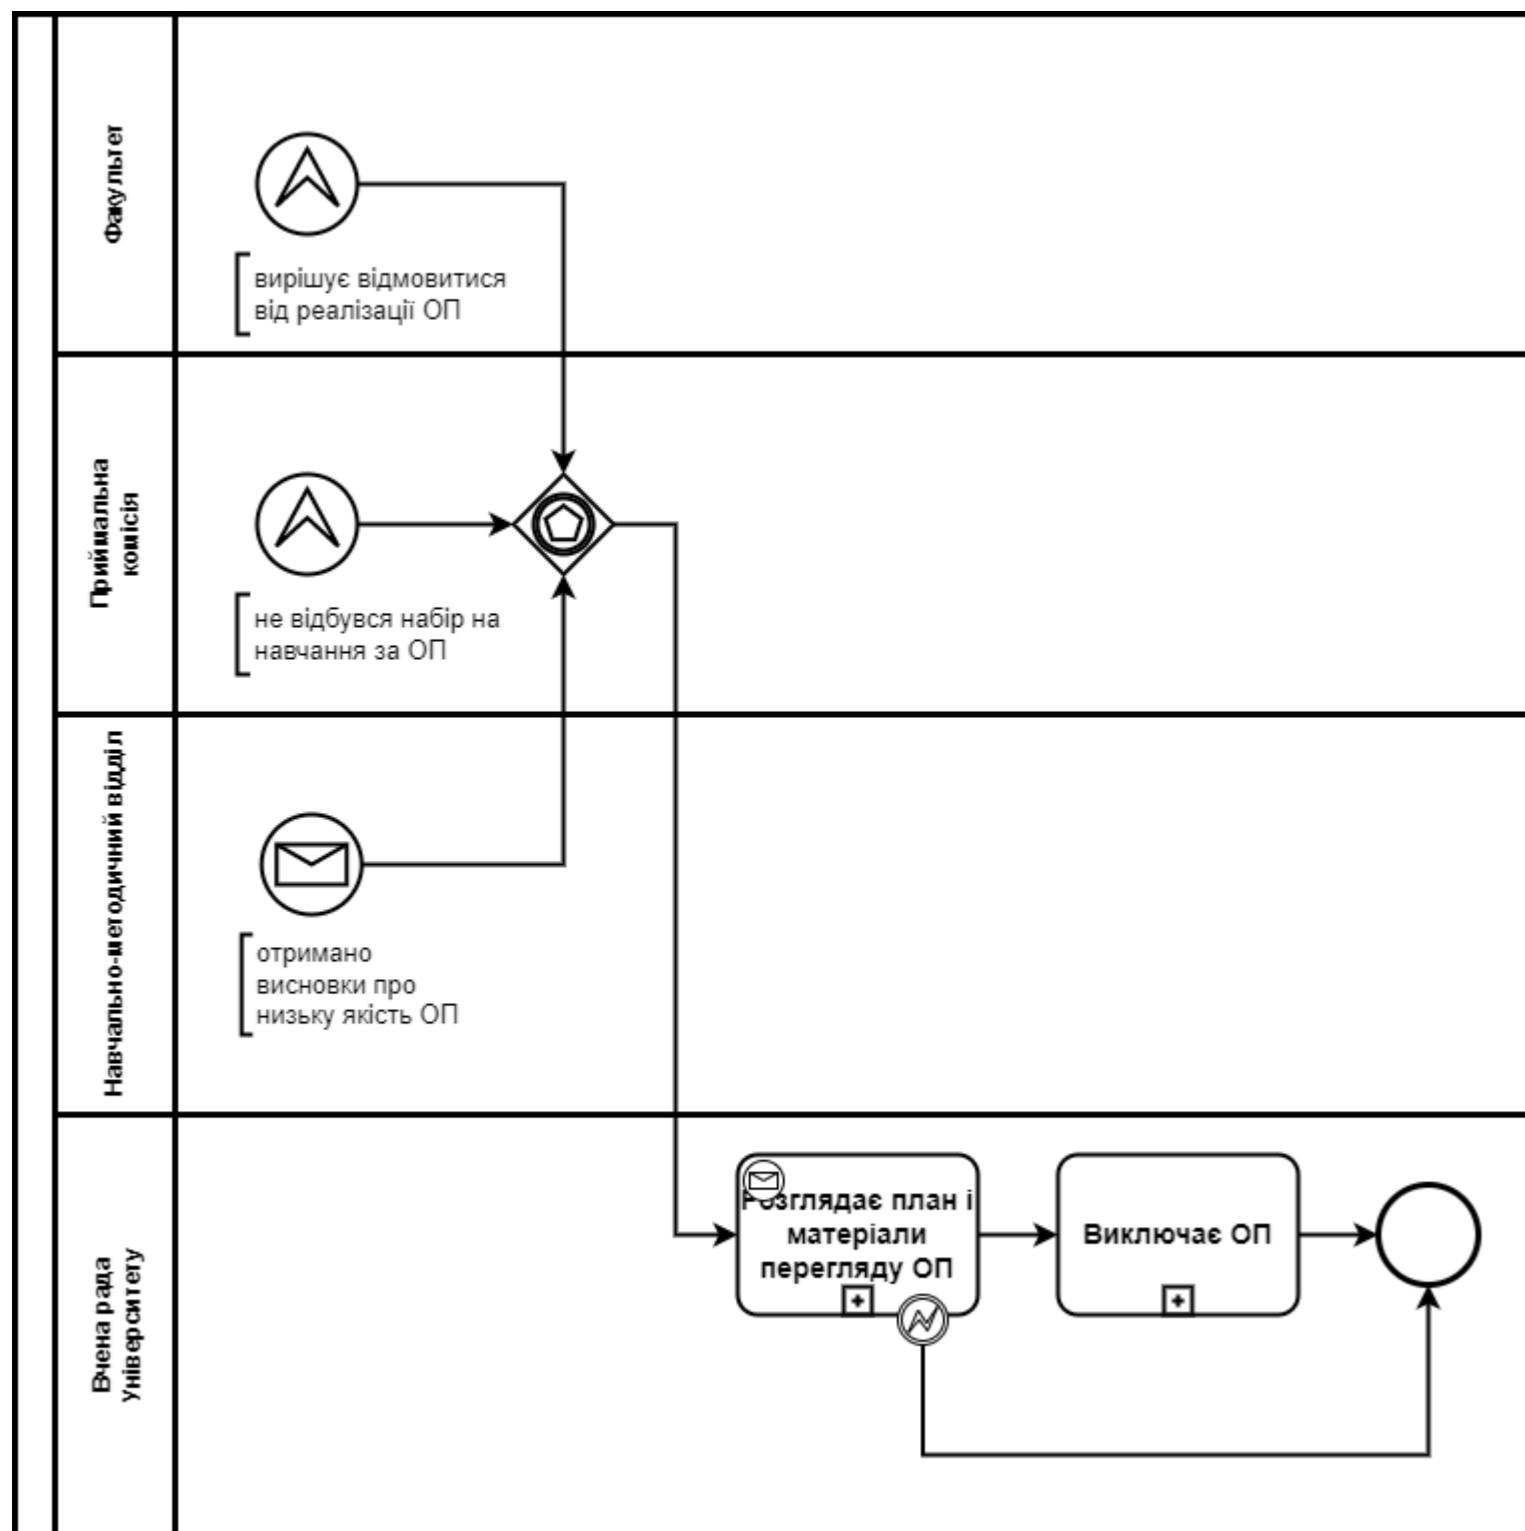 Факультет
вирішує відмовитися
від реалізації ОП
Приймальна
комісія
не відбувся набір на
навчання за ОП
Навчально-методичний відділ
отримано
висновки про
низьку якість ОП
Вчена рада
Університету
Розглядає план і
матеріали
перегляду ОП
Виключає ОП